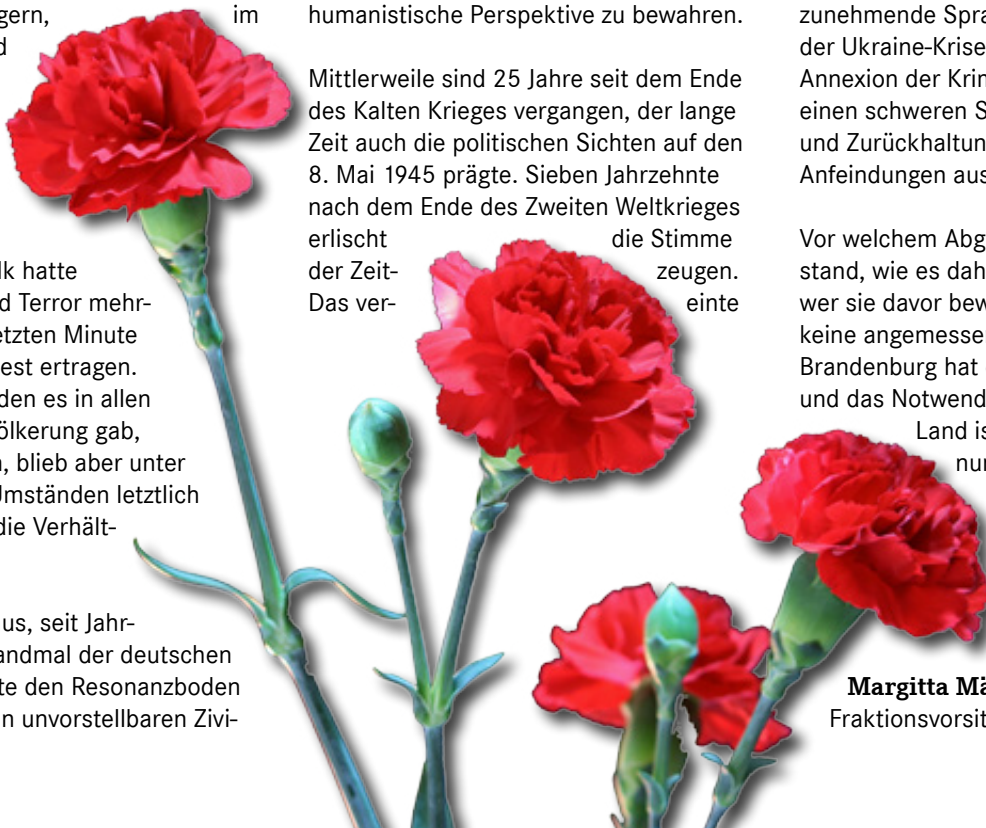 gern, im
d
lk hatte
d Terror mehr-
etzten Minute
est ertragen.
den es in allen
ölkerung gab,
, blieb aber unter
Umständen letztlich
die Verhält-
us, seit Jahr-
andmal der deutschen
te den Resonanzboden
n unvorstellbaren Zivi-
humanistische Perspektive zu bewahren.
Mittlerweile sind 25 Jahre seit dem Ende
des Kalten Krieges vergangen, der lange
Zeit auch die politischen Sichten auf den
8. Mai 1945 prägte. Sieben Jahrzehnte
nach dem Ende des Zweiten Weltkrieges
erlischt die Stimme
der Zeit- zeugen.
Das ver- einte
zunehmende Spra
der Ukraine-Krise
Annexion der Krim
einen schweren S
und Zurückhaltun
Anfeindungen aus
Vor welchem Abg
stand, wie es dah
wer sie davor bew
keine angemessen
Brandenburg hat
und das Notwend
Land is
nur
Margitta Mä
Fraktionsvorsit